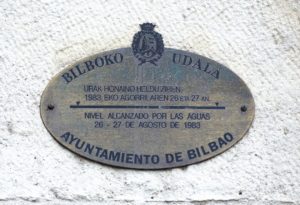 BILBOKO UDALA
URAK HONAINO HELDU ZIREN
1983.EKO AGORRILAREN 26 ETA 27 AN.
NIVEL ALCANZADO POR LAS AGUAS
26 - 27 DE AGOSTO DE 1983
AYUNTAMIENTO DE BILBAO